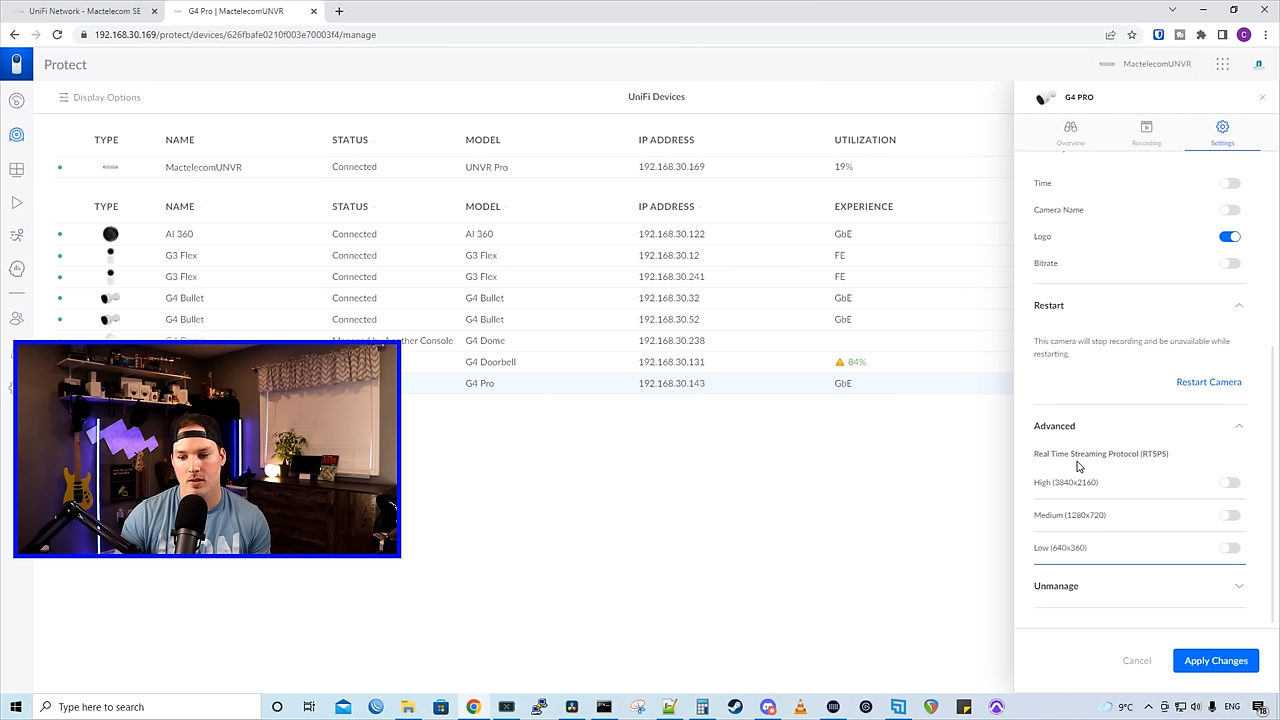 UniFi Network - Mactelecom SE
G4 Pro | MactelecomUNVR
192.168.30.169/protect/devices/626fbafe0210f003e70003f4/manage
C
Protect
MactelecomUNVR
Display Options
UniFi Devices
TYPE NAME STATUS MODEL IP ADDRESS UTILIZATION
MactelecomUNVR Connected UNVR Pro 192.168.30.169 19%
TYPE NAME STATUS MODEL IP ADDRESS EXPERIENCE
AI 360 Connected AI 360 192.168.30.122 GbE
G3 Flex Connected G3 Flex 192.168.30.12 FE
G3 Flex Connected G3 Flex 192.168.30.241 FE
G4 Bullet Connected G4 Bullet 192.168.30.32 GbE
G4 Bullet Connected G4 Bullet 192.168.30.52 GbE
G4 Dome Managed by Another Console G4 Dome 192.168.30.238
G4 Doorbell 192.168.30.131 84%
G4 Pro 192.168.30.143 GbE
G4 PRO
Overview Recording Settings
Time
Camera Name
Logo
Bitrate
Restart
This camera will stop recording and be unavailable while
restarting.
Restart Camera
Advanced
Real Time Streaming Protocol (RTSPS)
High (3840x2160)
Medium (1280x720)
Low (640x360)
Unmanage
Cancel Apply Changes
Type here to search
9°C ENG